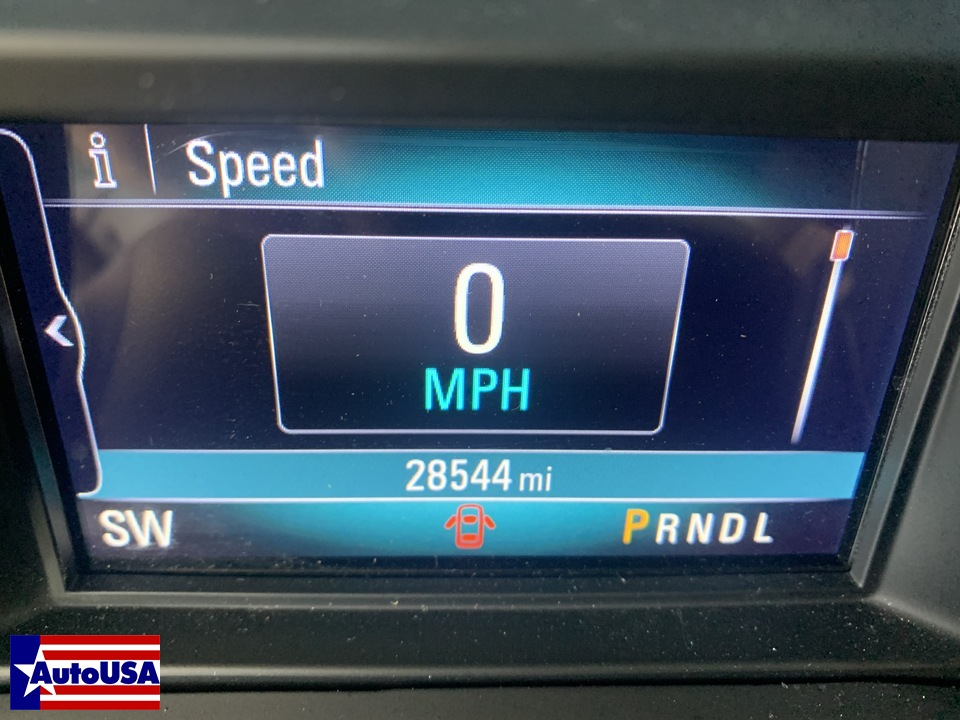 i Speed
0
MPH
28544 mi
SW PRNDL
AutoUSA